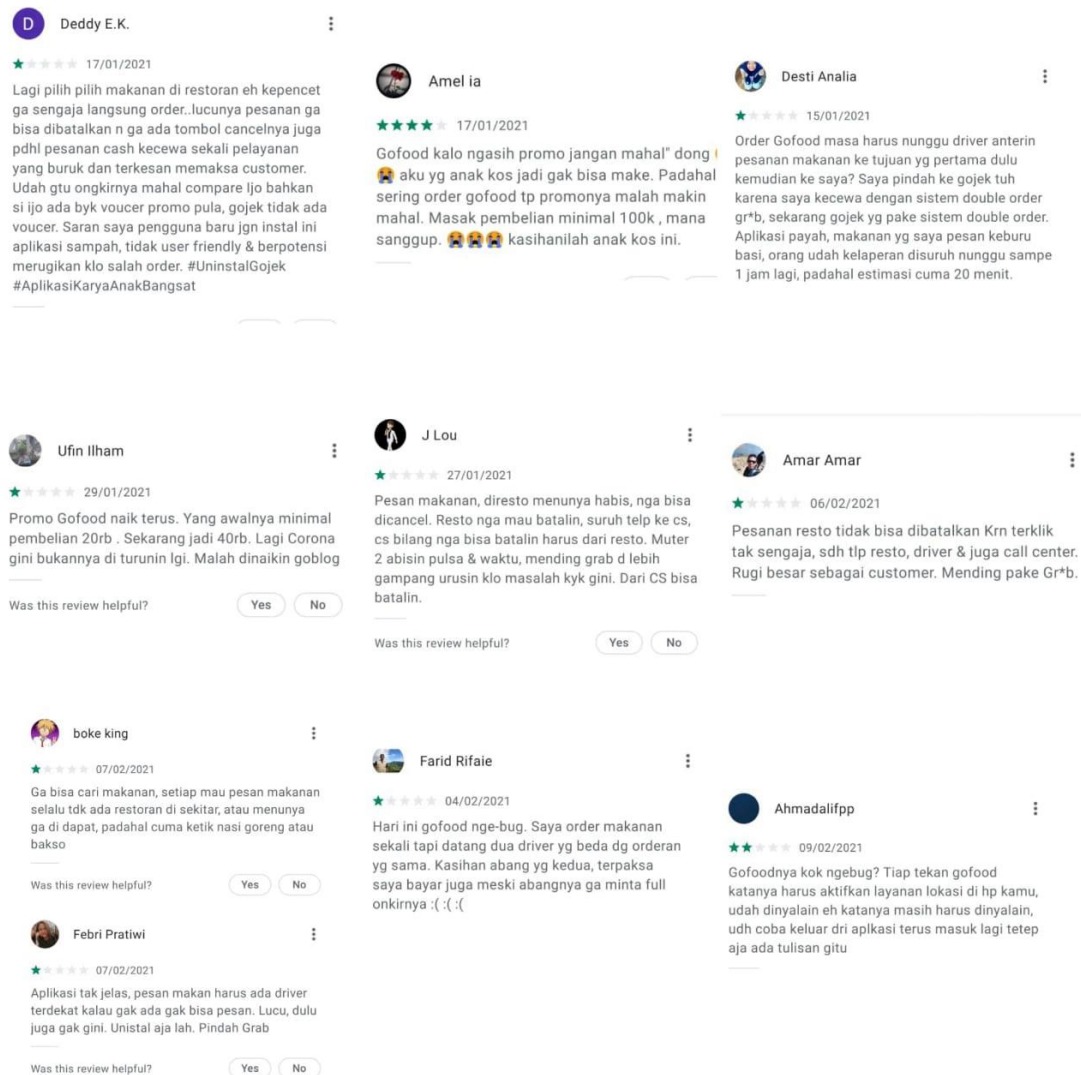 D
Deddy E.K.
17/01/2021
Lagi pilih pilih makanan di restoran eh kepencet
ga sengaja langsung order..lucunya pesanan ga
bisa dibatalkan n ga ada tombol cancelnya juga
pdhl pesanan cash kecewa sekali pelayanan
yang buruk dan terkesan memaksa customer.
Udah gtu ongkirnya mahal compare Ijo bahkan
si ijo ada byk voucer promo pula, gojek tidak ada
voucer. Saran saya pengguna baru jgn instal ini
aplikasi sampah, tidak user friendly & berpotensi
merugikan klo salah order. #UninstalGojek
#AplikasiKaryaAnakBangsat
Amel ia
17/01/2021
Gofood kalo ngasih promo jangan mahal" dong
😭 aku yg anak kos jadi gak bisa make. Padahal
sering order gofood tp promonya malah makin
mahal. Masak pembelian minimal 100k , mana
sanggup. 😭😭😭 kasihanilah anak kos ini.
Desti Analia
15/01/2021
Order Gofood masa harus nunggu driver anterin
pesanan makanan ke tujuan yg pertama dulu
kemudian ke saya? Saya pindah ke gojek tuh
karena saya kecewa dengan sistem double order
gr*b, sekarang gojek yg pake sistem double order.
Aplikasi payah, makanan yg saya pesan keburu
basi, orang udah kelaperan disuruh nunggu sampe
1 jam lagi, padahal estimasi cuma 20 menit.
Ufin Ilham
29/01/2021
Promo Gofood naik terus. Yang awalnya minimal
pembelian 20rb . Sekarang jadi 40rb. Lagi Corona
gini bukannya di turunin lgi. Malah dinaikin goblog
Was this review helpful? Yes No
J Lou
27/01/2021
Pesan makanan, diresto menunya habis, nga bisa
dicancel. Resto nga mau batalin, suruh telp ke cs,
cs bilang nga bisa batalin harus dari resto. Muter
2 abisin pulsa & waktu, mending grab d lebih
gampang urusin klo masalah kyk gini. Dari CS bisa
batalin.
Was this review helpful? Yes No
Amar Amar
06/02/2021
Pesanan resto tidak bisa dibatalkan Krn terklik
tak sengaja, sdh tlp resto, driver & juga call center.
Rugi besar sebagai customer. Mending pake Gr*b.
boke king
07/02/2021
Ga bisa cari makanan, setiap mau pesan makanan
selalu tdk ada restoran di sekitar, atau menunya
ga di dapat, padahal cuma ketik nasi goreng atau
bakso
Was this review helpful? Yes No
Febri Pratiwi
07/02/2021
Aplikasi tak jelas, pesan makan harus ada driver
terdekat kalau gak ada gak bisa pesan. Lucu, dulu
juga gak gini. Unistal aja lah. Pindah Grab
Was this review helpful? Yes No
Farid Rifaie
04/02/2021
Hari ini gofood nge-bug. Saya order makanan
sekali tapi datang dua driver yg beda dg orderan
yg sama. Kasihan abang yg kedua, terpaksa
saya bayar juga meski abangnya ga minta full
onkirnya :( :( :(
Ahmadalifpp
09/02/2021
Gofoodnya kok ngebug? Tiap tekan gofood
katanya harus aktifkan layanan lokasi di hp kamu,
udah dinyalain eh katanya masih harus dinyalain,
udh coba keluar dri aplkasi terus masuk lagi tetep
aja ada tulisan gitu